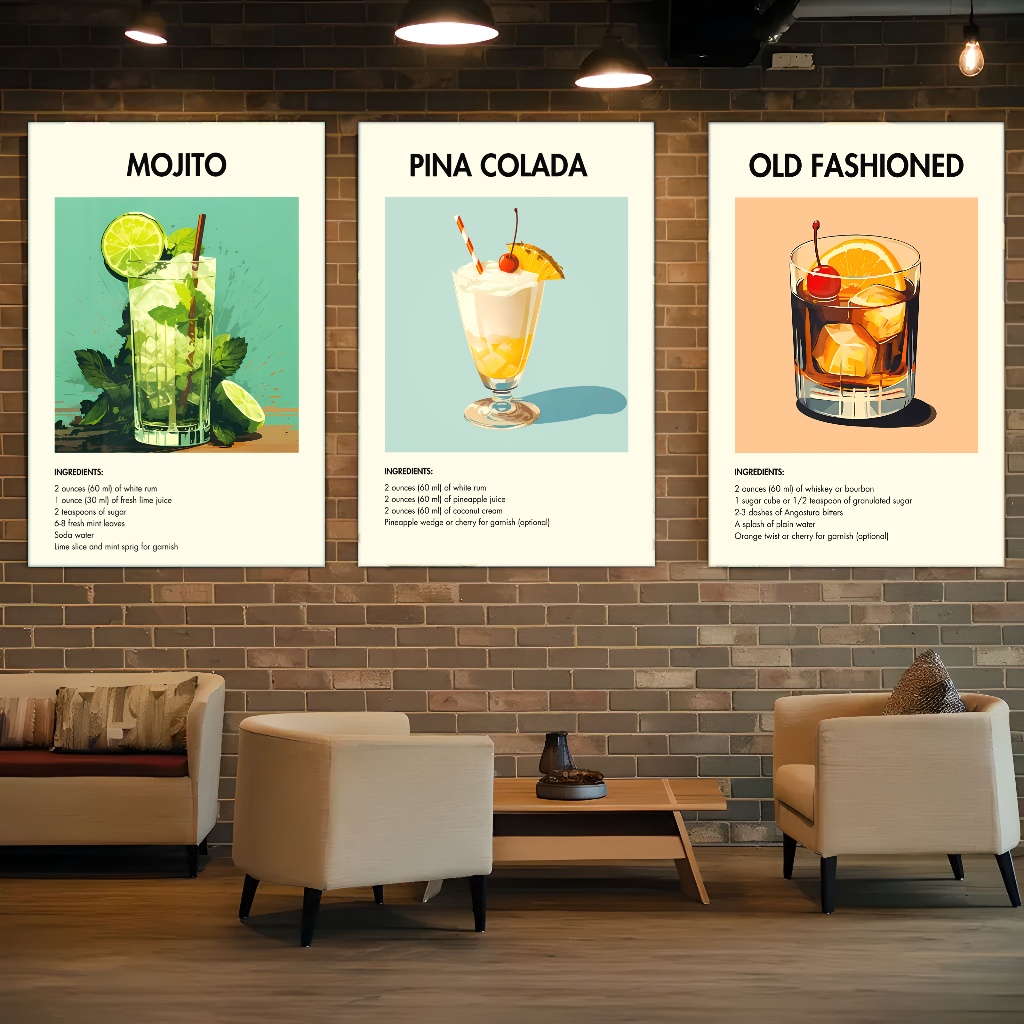 MOJITO
INGREDIENTS:
2 ounces (60 ml) of white rum
1 ounce (30 ml) of fresh lime juice
2 teaspoons of sugar
6-8 fresh mint leaves
Soda water
Lime slice and mint sprig for garnish
PINA COLADA
INGREDIENTS:
2 ounces (60 ml) of white rum
2 ounces (60 ml) of pineapple juice
2 ounces (60 ml) of coconut cream
Pineapple wedge or cherry for garnish (optional)
OLD FASHIONED
INGREDIENTS:
2 ounces (60 ml) of whiskey or bourbon
1 sugar cube or 1/2 teaspoon of granulated sugar
2-3 dashes of Angostura bitters
A splash of plain water
Orange twist or cherry for garnish (optional)